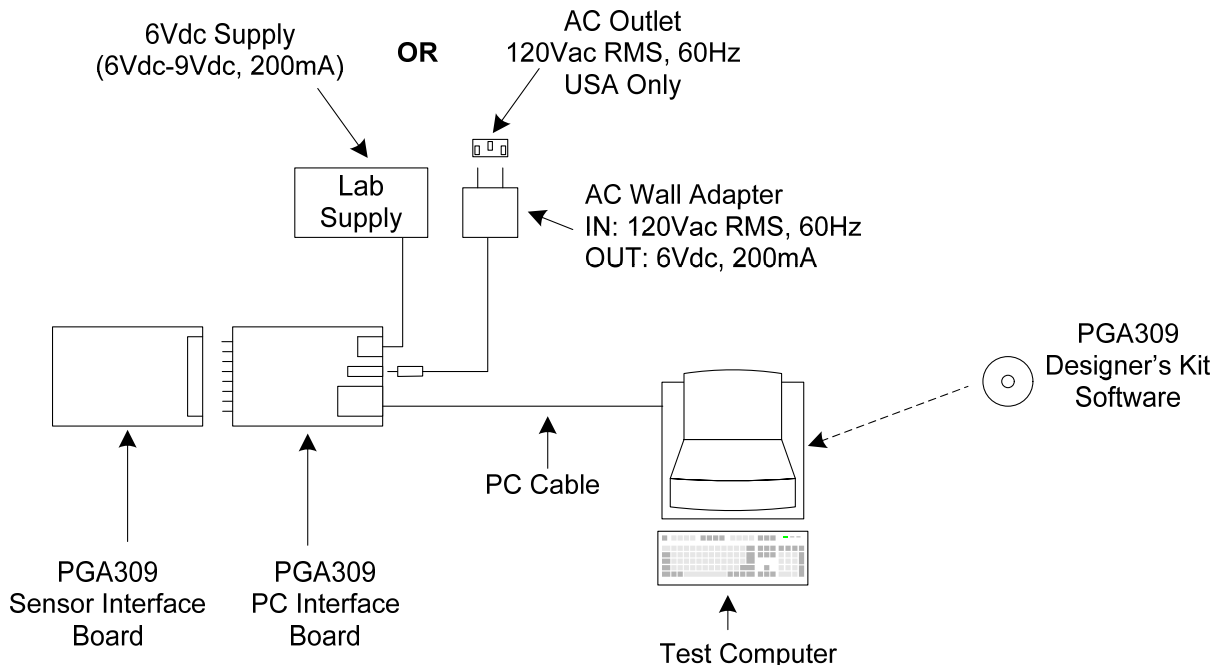 6Vdc Supply
(6Vdc-9Vdc, 200mA)
OR
AC Outlet
120Vac RMS, 60Hz
USA Only
Lab
Supply
AC Wall Adapter
IN: 120Vac RMS, 60Hz
OUT: 6Vdc, 200mA
PGA309
Designer's Kit
Software
PC Cable
PGA309
Sensor Interface
Board
PGA309
PC Interface
Board
Test Computer